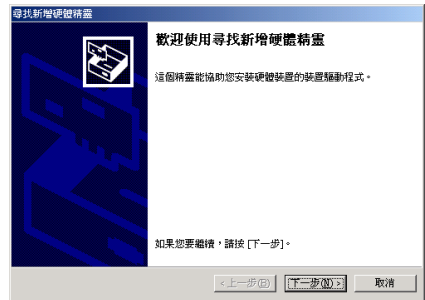 尋找新增硬體精靈
歡迎使用尋找新增硬體精靈
這個精靈能協助您安裝硬體裝置的裝置驅動程式。
如果您要繼續，請按 [下一步]。
<上一步(B)
下一步(N)>
取消